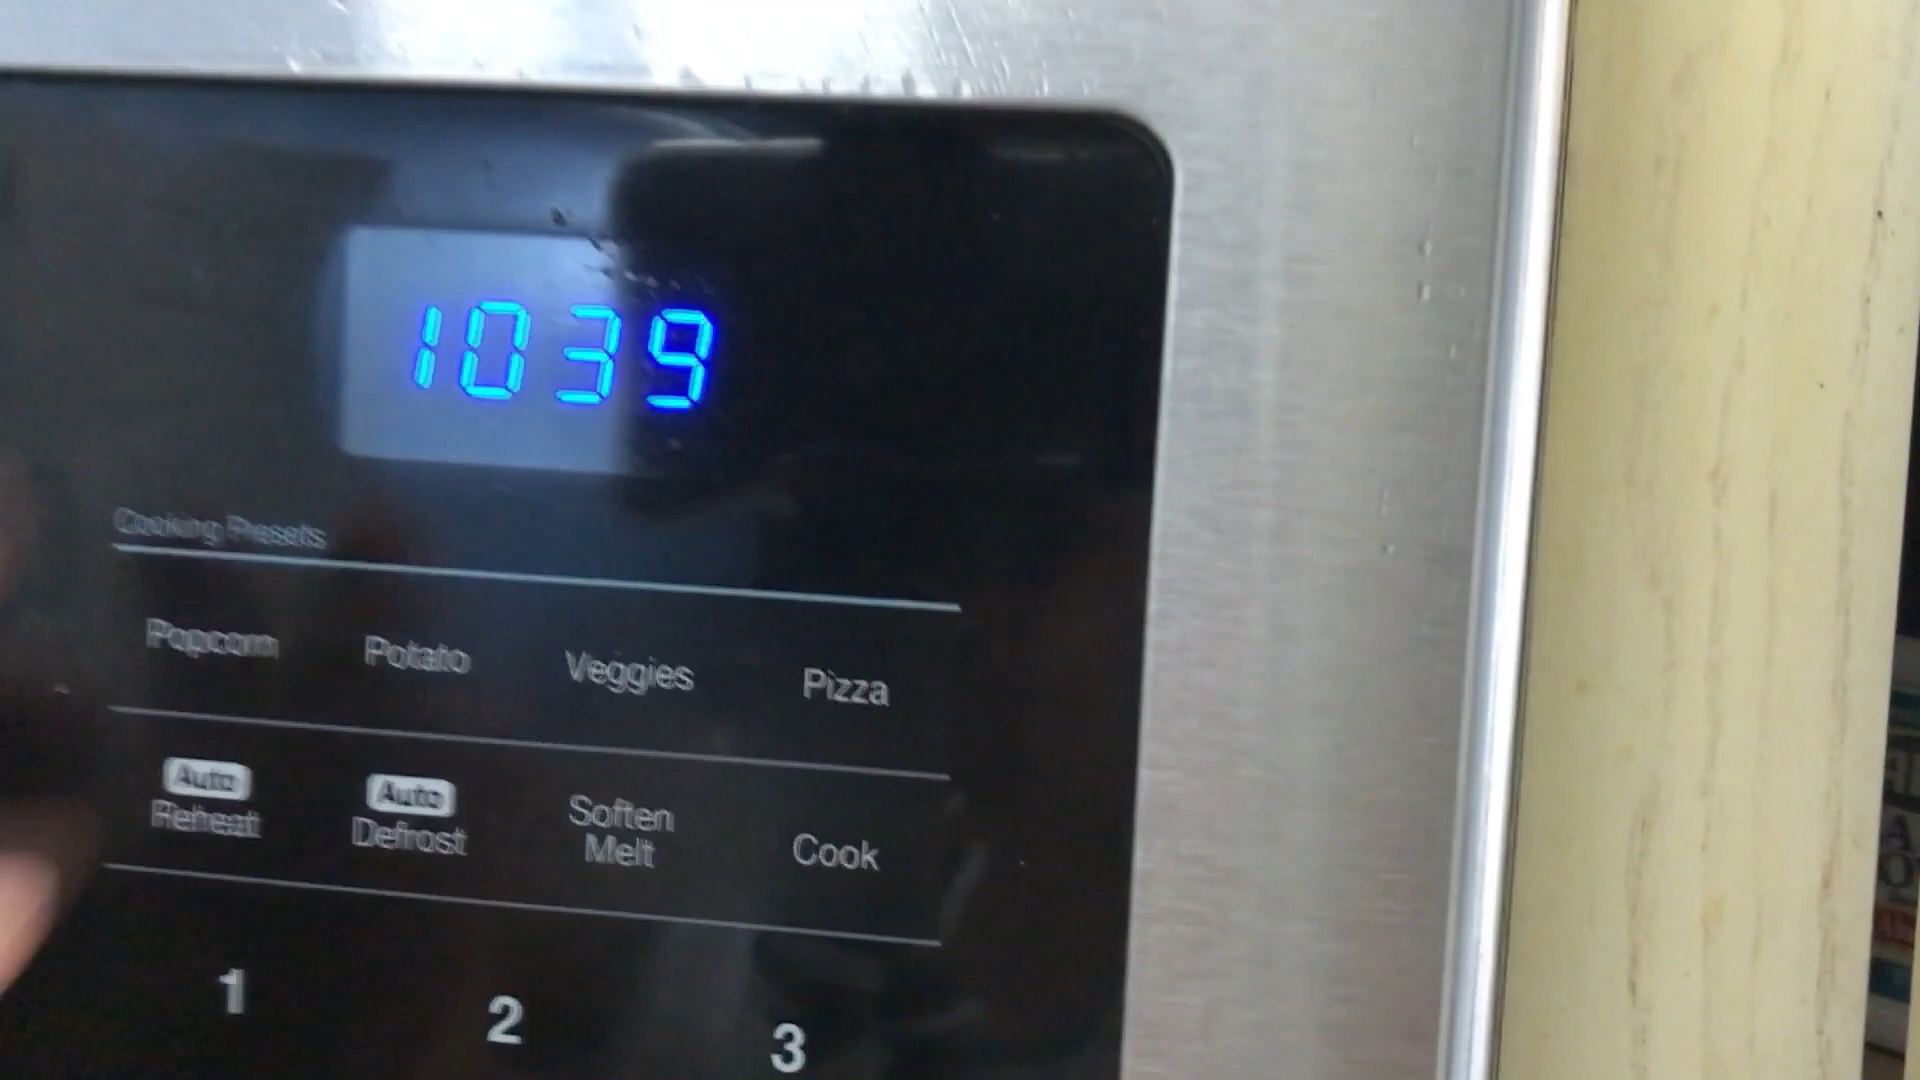 1039
Cooking Presets
Popcorn Potato Veggies Pizza
Auto Reheat Auto Defrost Soften Melt Cook
1 2 3